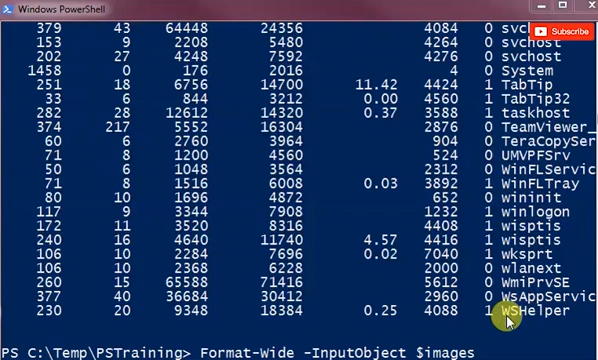 Windows PowerShell
379 43 64448 24356 4084 0
Subscribe
153 9 2208 5480 4264 0 svchost
202 27 4248 7592 4276 0 svchost
1458 0 176 2016 4 0 System
251 18 6756 14700 11.42 4424 1 TabTip
33 6 844 3212 0.00 4560 1 TabTip32
282 28 12612 14320 0.37 3588 1 taskhost
374 217 5552 16304 2876 0 TeamViewer_
60 6 2760 3964 904 0 TeraCopySer
71 8 1200 4560 524 0 UMVPFSrv
50 6 1048 3564 2312 0 WinFLServic
71 8 1516 6008 0.03 3892 1 WinFLTray
80 10 1696 4872 652 0 wininit
117 9 3344 7908 1232 1 winlogon
172 11 3520 8316 4408 1 wisptis
240 16 4640 11740 4.57 4416 1 wisptis
106 10 2284 7696 0.02 7040 1 wksprt
106 10 2368 6228 2000 0 wlanext
260 15 65588 71416 5612 0 WmiPrvSE
377 40 36684 30412 2960 0 WsAppServic
230 20 9348 18384 0.25 4088 1 WSHelper
PS C:\Temp\PSTraining> Format-Wide -InputObject $images